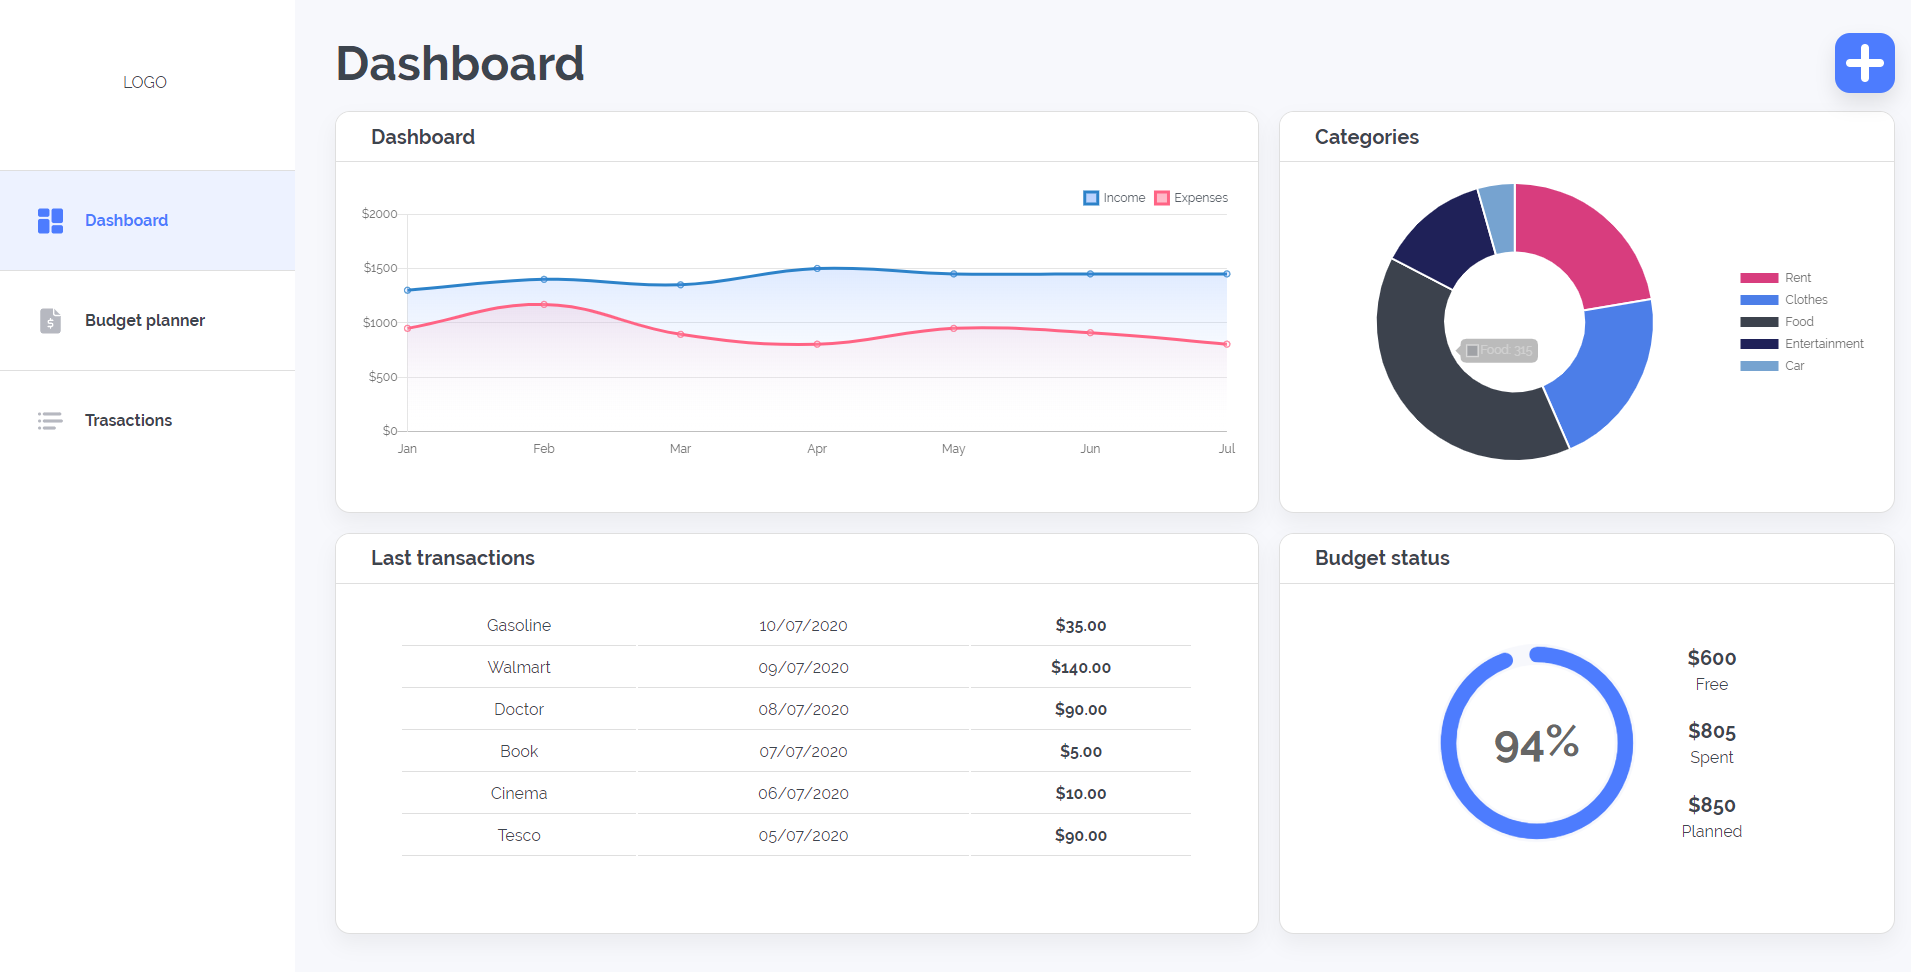 LOGO
Dashboard
Budget planner
Trasactions
Dashboard
Dashboard
Income Expenses
$2000
$1500
$1000
$500
$0
Jan Feb Mar Apr May Jun Jul
Categories
Food: 315
Rent
Clothes
Food
Entertainment
Car
Last transactions
Gasoline 10/07/2020 $35.00
Walmart 09/07/2020 $140.00
Doctor 08/07/2020 $90.00
Book 07/07/2020 $5.00
Cinema 06/07/2020 $10.00
Tesco 05/07/2020 $90.00
Budget status
94%
$600
Free
$805
Spent
$850
Planned